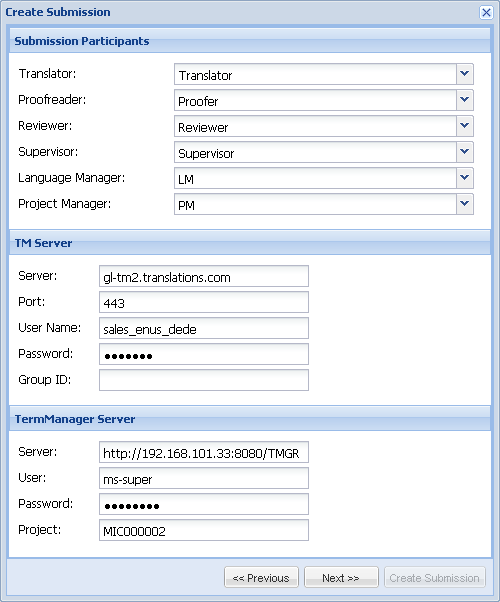 Create Submission
Submission Participants
Translator: Translator
Proofreader: Proofer
Reviewer: Reviewer
Supervisor: Supervisor
Language Manager: LM
Project Manager: PM
TM Server
Server: gl-tm2.translations.com
Port: 443
User Name: sales_enus_dede
Password: •••••••
Group ID:
TermManager Server
Server: http://192.168.101.33:8080/TMGR
User: ms-super
Password: ••••••••
Project: MIC000002
<< Previous Next >> Create Submission